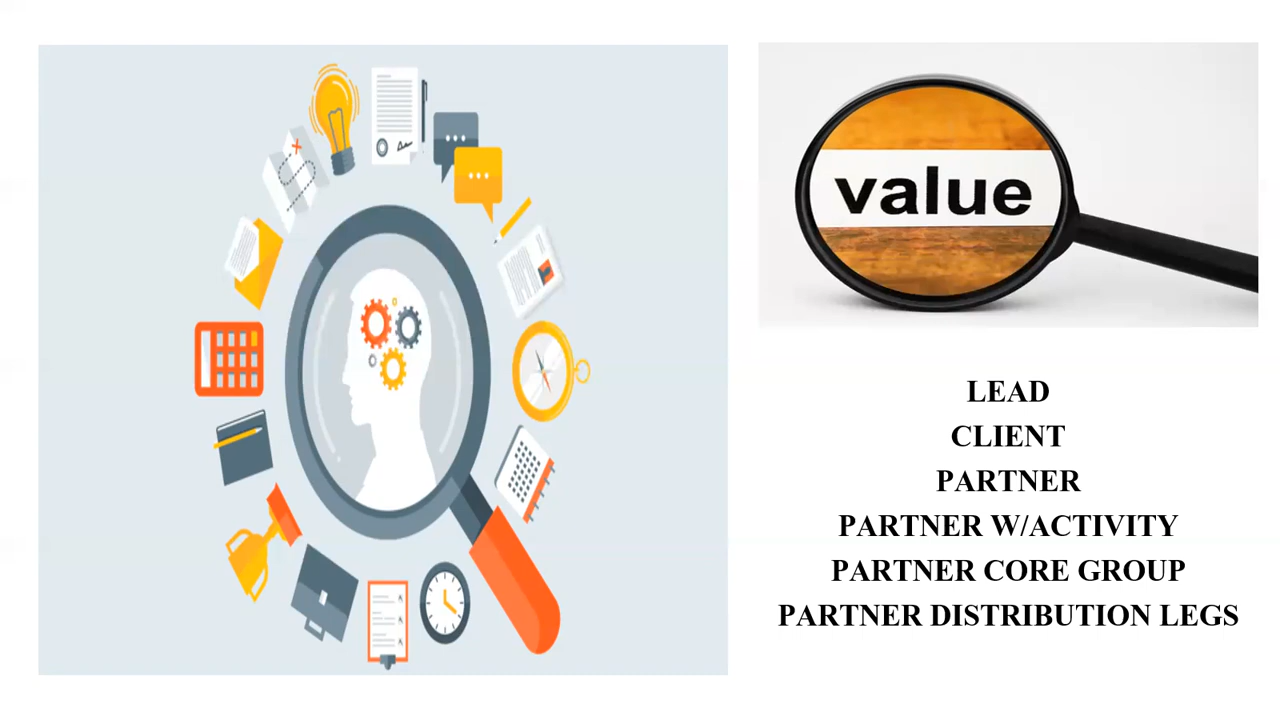 value
LEAD
CLIENT
PARTNER
PARTNER W/ACTIVITY
PARTNER CORE GROUP
PARTNER DISTRIBUTION LEGS